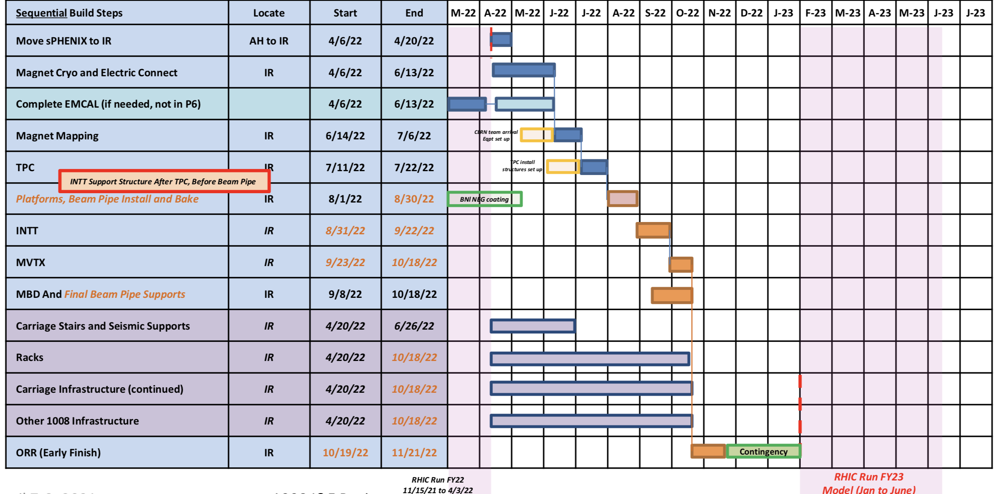 Sequential Build Steps Locate Start End M-22 A-22 M-22 J-22 J-22 A-22 S-22 O-22 N-22 D-22 J-23 F-23 M-23 A-23 M-23 J-23 J-23
Move sPHENIX to IR AH to IR 4/6/22 4/20/22
Magnet Cryo and Electric Connect IR 4/6/22 6/13/22
Complete EMCAL (if needed, not in P6) 4/6/22 6/13/22
Magnet Mapping IR 6/14/22 7/6/22
CERN team arrival
Eqpt set up
TPC IR 7/11/22 7/22/22
TPC install
structures set up
INTT Support Structure After TPC, Before Beam Pipe
Platforms, Beam Pipe Install and Bake IR 8/1/22 8/30/22 BNl NEG coating
INTT IR 8/31/22 9/22/22
MVTX IR 9/23/22 10/18/22
MBD And Final Beam Pipe Supports IR 9/8/22 10/18/22
Carriage Stairs and Seismic Supports IR 4/20/22 6/26/22
Racks IR 4/20/22 10/18/22
Carriage Infrastructure (continued) IR 4/20/22 10/18/22
Other 1008 Infrastructure IR 4/20/22 10/18/22
ORR (Early Finish) IR 10/19/22 11/21/22 Contingency
RHIC Run FY22
11/15/21 to 4/3/22
RHIC Run FY23
Model (Jan to June)